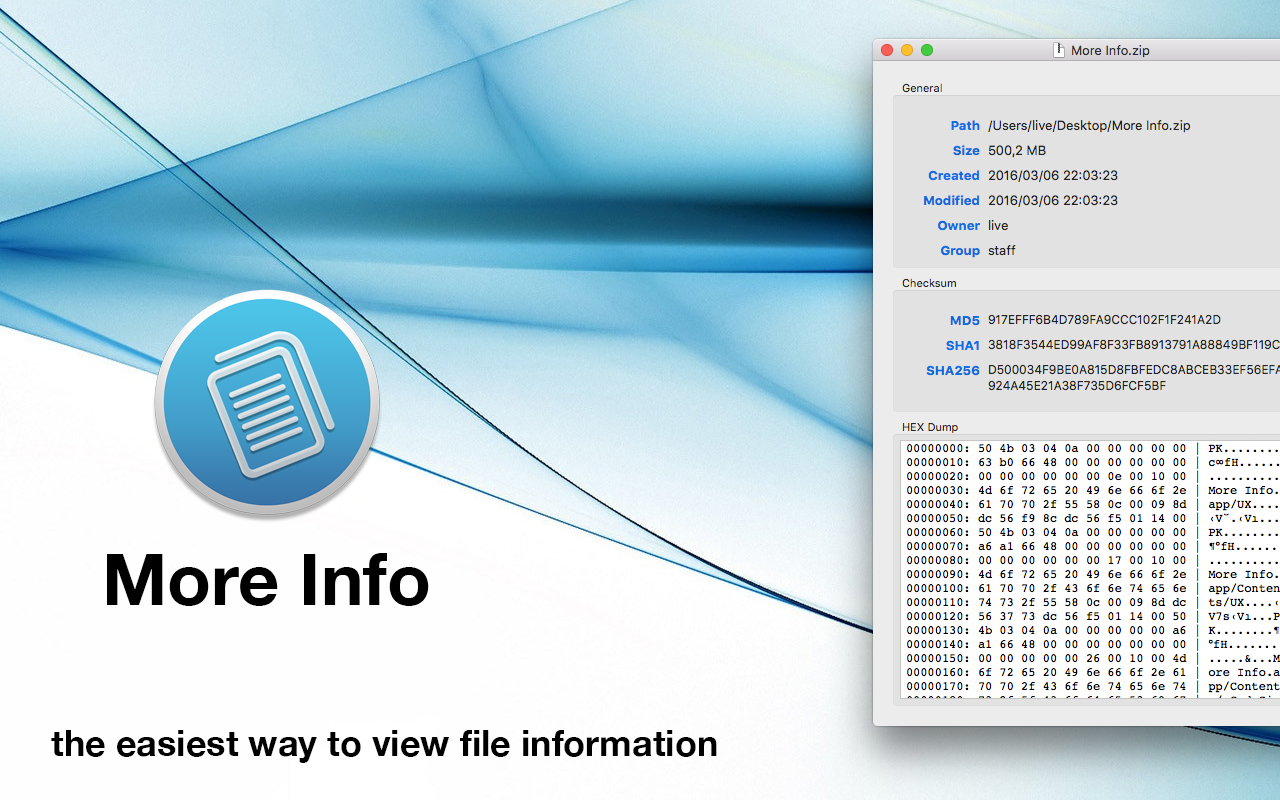 More Info
the easiest way to view file information
More Info.zip
General
Path /Users/live/Desktop/More Info.zip
Size 500,2 MB
Created 2016/03/06 22:03:23
Modified 2016/03/06 22:03:23
Owner live
Group staff
Checksum
MD5 917EFFF6B4D789FA9CCC102F1F241A2D
SHA1 3818F3544ED99AF8F33FB8913791A88849BF119C
SHA256 D500034F9BE0A815D8FBFEDC8ABCEB33EF56EFA
924A45E21A38F735D6FCF5BF
HEX Dump
00000000: 50 4b 03 04 0a 00 00 00 00 00 | PK........
00000010: 63 b0 66 48 00 00 00 00 00 00 | c∞fH......
00000020: 00 00 00 00 00 00 0e 00 10 00 | ..........
00000030: 4d 6f 72 65 20 49 6e 66 6f 2e | More Info.
00000040: 61 70 70 2f 55 58 0c 00 09 8d | app/UX....
00000050: dc 56 f9 8c dc 56 f5 01 14 00 | ‹V˘.‹Vı...
00000060: 50 4b 03 04 0a 00 00 00 00 00 | PK........
00000070: a6 a1 66 48 00 00 00 00 00 00 | ¶°fH......
00000080: 00 00 00 00 00 00 17 00 10 00 | ..........
00000090: 4d 6f 72 65 20 49 6e 66 6f 2e | More Info.
00000100: 61 70 70 2f 43 6f 6e 74 65 6e | app/Conten
00000110: 74 73 2f 55 58 0c 00 09 8d dc | ts/UX....‹
00000120: 56 37 73 dc 56 f5 01 14 00 50 | V7s‹Vı...P
00000130: 4b 03 04 0a 00 00 00 00 00 a6 | K........¶
00000140: a1 66 48 00 00 00 00 00 00 00 | °fH.......
00000150: 00 00 00 00 00 26 00 10 00 4d | .....&...M
00000160: 6f 72 65 20 49 6e 66 6f 2e 61 | ore Info.a
00000170: 70 70 2f 43 6f 6e 74 65 6e 74 | pp/Content